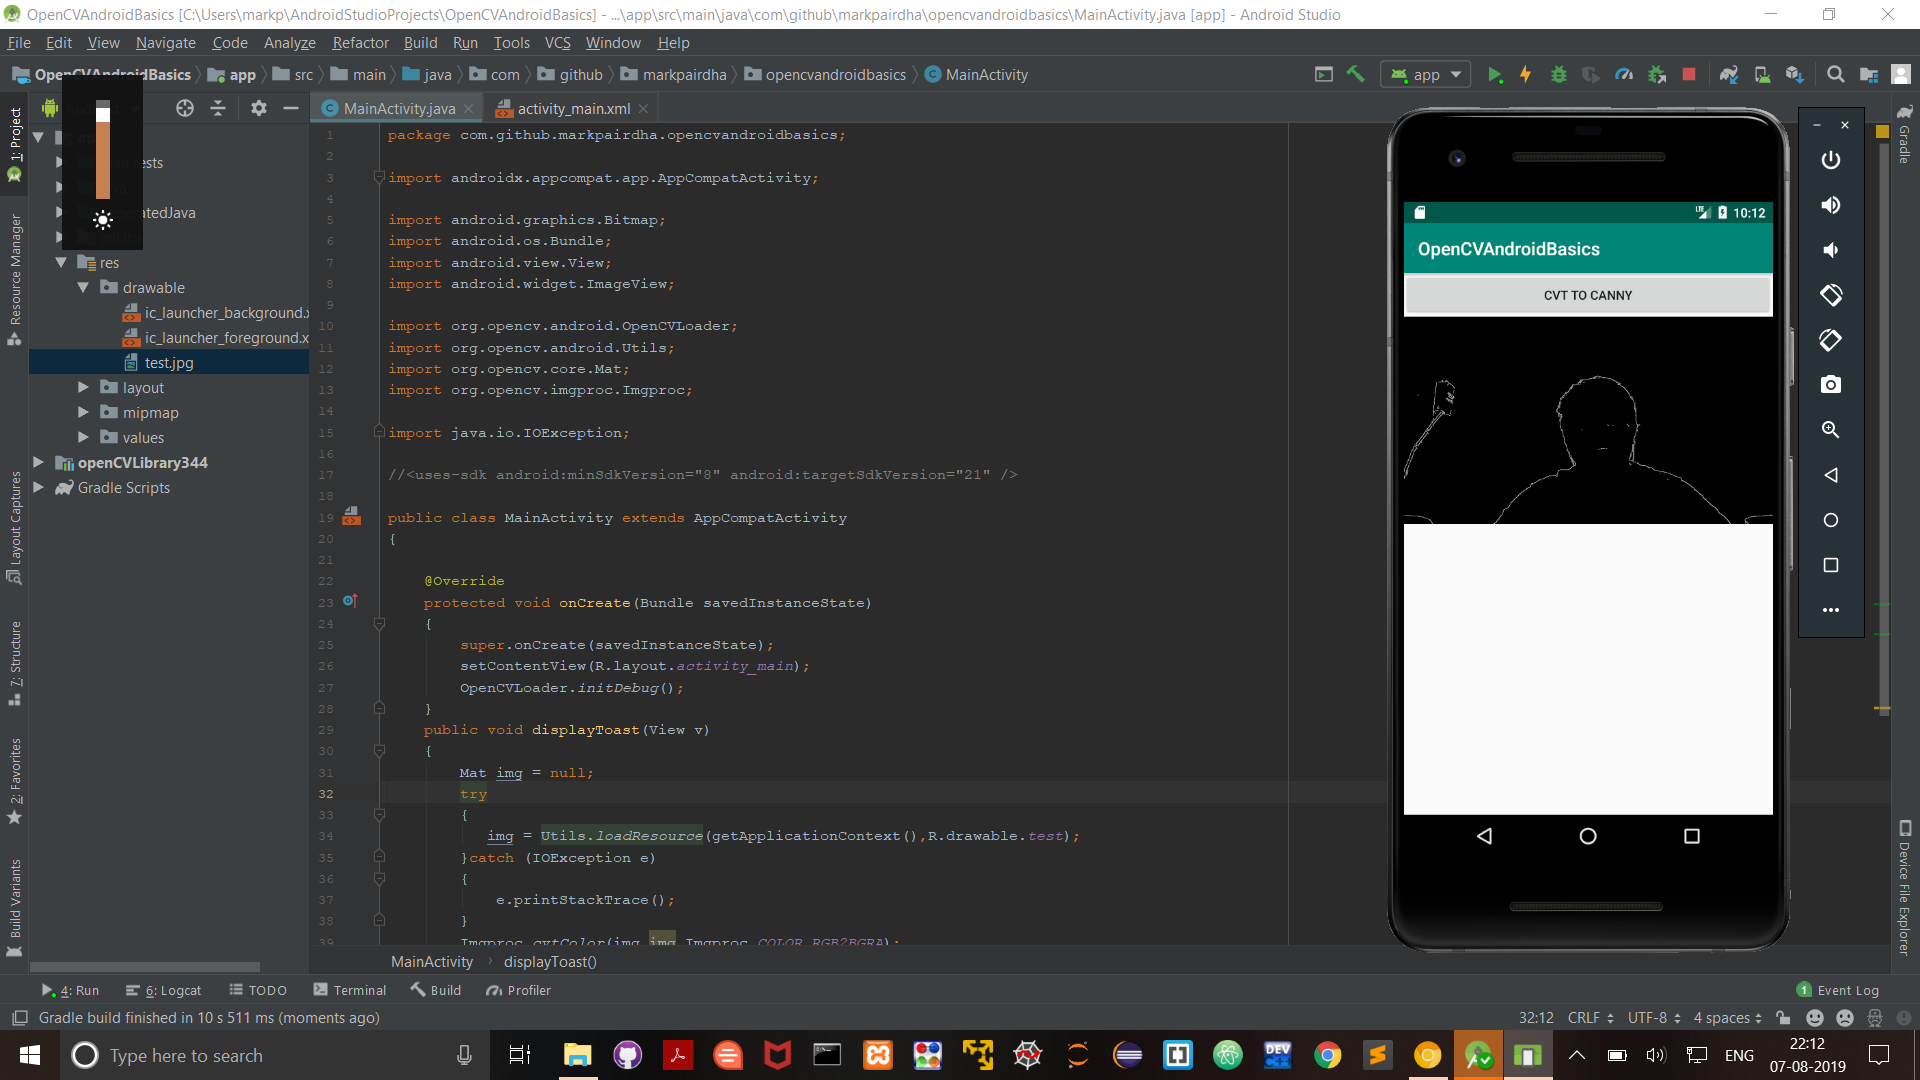 OpenCVAndroidBasics [C:\Users\markp\AndroidStudioProjects\OpenCVAndroidBasics] - ...\app\src\main\java\com\github\markpairdha\opencvandroidbasics\MainActivity.java [app] - Android Studio
File Edit View Navigate Code Analyze Refactor Build Run Tools VCS Window Help
OpenCVAndroidBasics app src main java com github markpairdha opencvandroidbasics MainActivity
app
MainActivity.java
activity_main.xml
1: Project
Resource Manager
Layout Captures
7: Structure
2: Favorites
Build Variants
res
drawable
ic_launcher_background.x
ic_launcher_foreground.x
test.jpg
layout
mipmap
values
openCVLibrary344
Gradle Scripts
1 package com.github.markpairdha.opencvandroidbasics;
2
3 import androidx.appcompat.app.AppCompatActivity;
4
5 import android.graphics.Bitmap;
6 import android.os.Bundle;
7 import android.view.View;
8 import android.widget.ImageView;
9
10 import org.opencv.android.OpenCVLoader;
11 import org.opencv.android.Utils;
12 import org.opencv.core.Mat;
13 import org.opencv.imgproc.Imgproc;
14
15 import java.io.IOException;
16
17 //<uses-sdk android:minSdkVersion="8" android:targetSdkVersion="21" />
18
19 public class MainActivity extends AppCompatActivity
20 {
21
22 @Override
23 protected void onCreate(Bundle savedInstanceState)
24 {
25 super.onCreate(savedInstanceState);
26 setContentView(R.layout.activity_main);
27 OpenCVLoader.initDebug();
28 }
29 public void displayToast(View v)
30 {
31 Mat img = null;
32 try
33 {
34 img = Utils.loadResource(getApplicationContext(),R.drawable.test);
35 }catch (IOException e)
36 {
37 e.printStackTrace();
38 }
39 Imgproc.cvtColor(img,img,Imgproc.COLOR_RGB2BGRA);
MainActivity displayToast()
LTE 10:12
OpenCVAndroidBasics
CVT TO CANNY
Gradle
Device File Explorer
4: Run 6: Logcat TODO Terminal Build Profiler
1 Event Log
Gradle build finished in 10 s 511 ms (moments ago)
32:12 CRLF UTF-8 4 spaces
Type here to search
DEV C++
ENG
22:12
07-08-2019